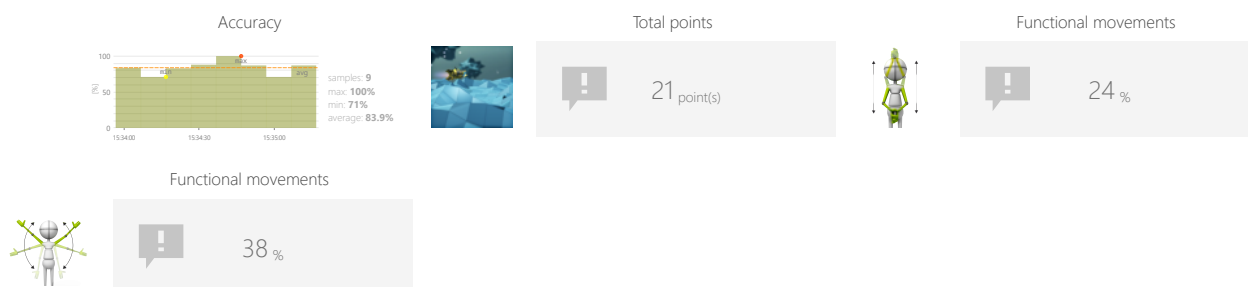 Accuracy
100
50
0
[%]
min
max
avg
15:34:00
15:34:30
15:35:00
samples: 9
max: 100%
min: 71%
average: 83.9%
Total points
21 point(s)
Functional movements
24 %
Functional movements
38 %